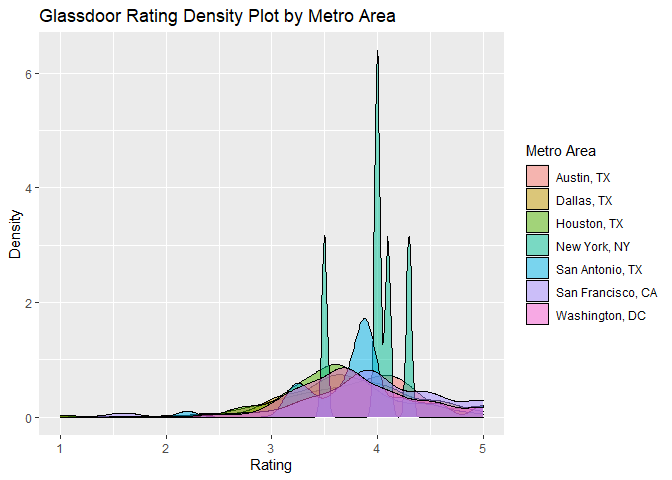 Glassdoor Rating Density Plot by Metro Area
6
4
2
0
Density
1 2 3 4 5
Rating
Metro Area
Austin, TX
Dallas, TX
Houston, TX
New York, NY
San Antonio, TX
San Francisco, CA
Washington, DC